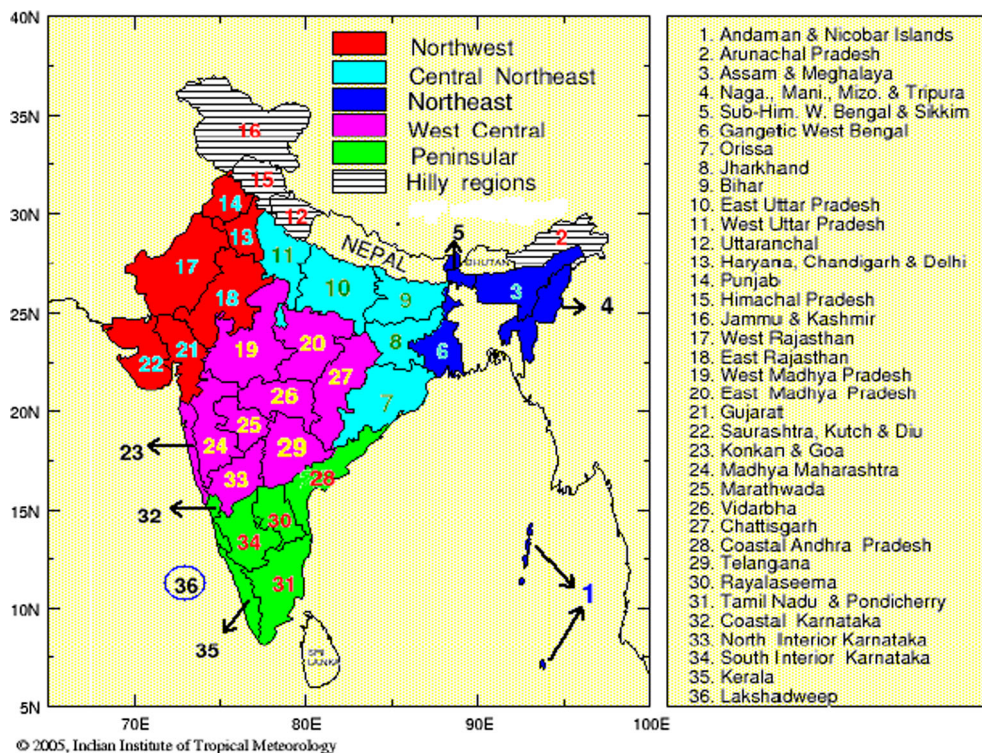 40N
35N
30N
25N
20N
15N
10N
5N
70E
80E
90E
100E
Northwest
Central Northeast
Northeast
West Central
Peninsular
Hilly regions
16
15
14
12
13
11
17
18
10
9
NEPAL
BHUTAN
5
2
3
4
22
21
19
20
8
6
27
26
7
25
24
23
29
33
28
32
30
34
31
36
35
1
SRI
LANKA
1. Andaman & Nicobar Islands
2. Arunachal Pradesh
3. Assam & Meghalaya
4. Naga., Mani., Mizo. & Tripura
5. Sub-Him. W. Bengal & Sikkim
6. Gangetic West Bengal
7. Orissa
8. Jharkhand
9. Bihar
10. East Uttar Pradesh
11. West Uttar Pradesh
12. Uttaranchal
13. Haryana, Chandigarh & Delhi
14. Punjab
15. Himachal Pradesh
16. Jammu & Kashmir
17. West Rajasthan
18. East Rajasthan
19. West Madhya Pradesh
20. East Madhya Pradesh
21. Gujarat
22. Saurashtra, Kutch & Diu
23. Konkan & Goa
24. Madhya Maharashtra
25. Marathwada
26. Vidarbha
27. Chattisgarh
28. Coastal Andhra Pradesh
29. Telangana
30. Rayalaseema
31. Tamil Nadu & Pondicherry
32. Coastal Karnataka
33. North Interior Karnataka
34. South Interior Karnataka
35. Kerala
36. Lakshadweep
© 2005, Indian Institute of Tropical Meteorology